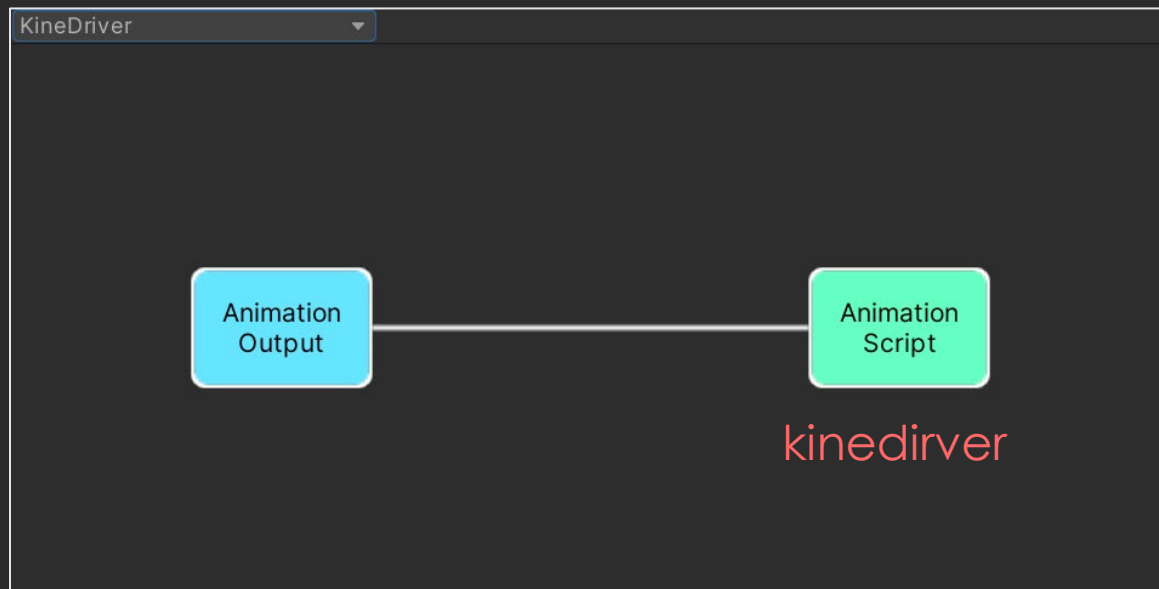 KineDriver
Animation
Output
Animation
Script
kinedirver